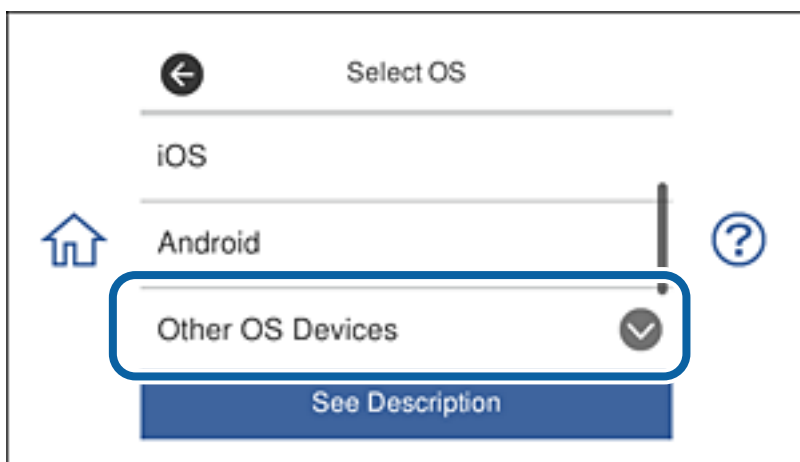 Select OS
iOS
Android
Other OS Devices
See Description